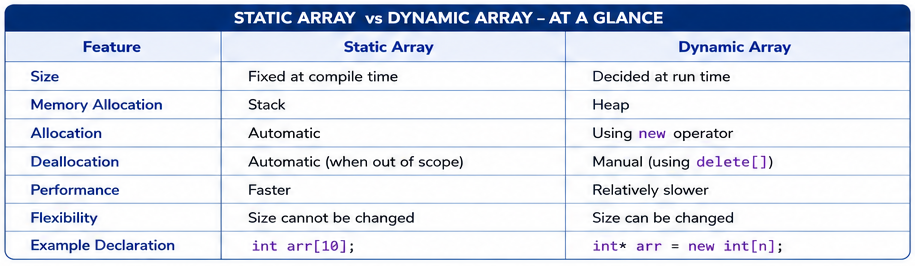 STATIC ARRAY vs DYNAMIC ARRAY – AT A GLANCE
Feature Static Array Dynamic Array
Size Fixed at compile time Decided at run time
Memory Allocation Stack Heap
Allocation Automatic Using new operator
Deallocation Automatic (when out of scope) Manual (using delete[])
Performance Faster Relatively slower
Flexibility Size cannot be changed Size can be changed
Example Declaration int arr[10]; int* arr = new int[n];